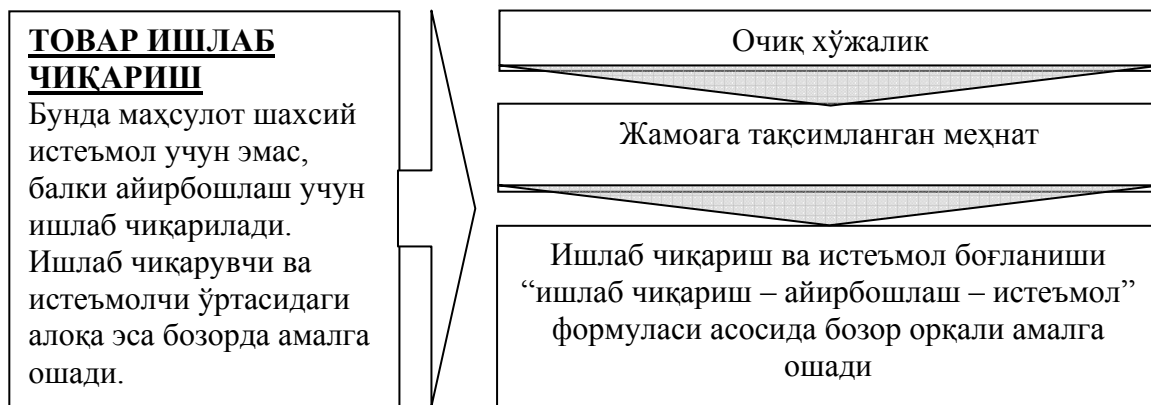 ТОВАР ИШЛАБ
ЧИҚАРИШ
Бунда маҳсулот шахсий
истеъмол учун эмас,
балки айирбошлаш учун
ишлаб чиқарилади.
Ишлаб чиқарувчи ва
истеъмолчи ўртасидаги
алоқа эса бозорда амалга
ошади.
Очиқ хўжалик
Жамоага тақсимланган меҳнат
Ишлаб чиқариш ва истеъмол боғланиши
“ишлаб чиқариш – айирбошлаш – истеъмол”
формуласи асосида бозор орқали амалга
ошади